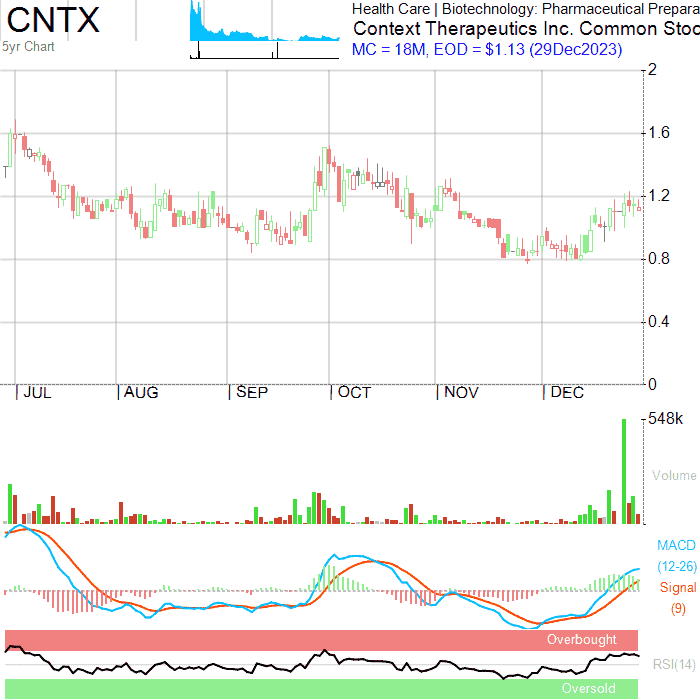 CNTX
5yr Chart
Health Care | Biotechnology: Pharmaceutical Prepara
Context Therapeutics Inc. Common Stoc
MC = 18M, EOD = $1.13 (29Dec2023)
2
1.6
1.2
0.8
0.4
0
JUL AUG SEP OCT NOV DEC
548k
Volume
MACD
(12-26)
Signal
(9)
Overbought
RSI(14)
Oversold